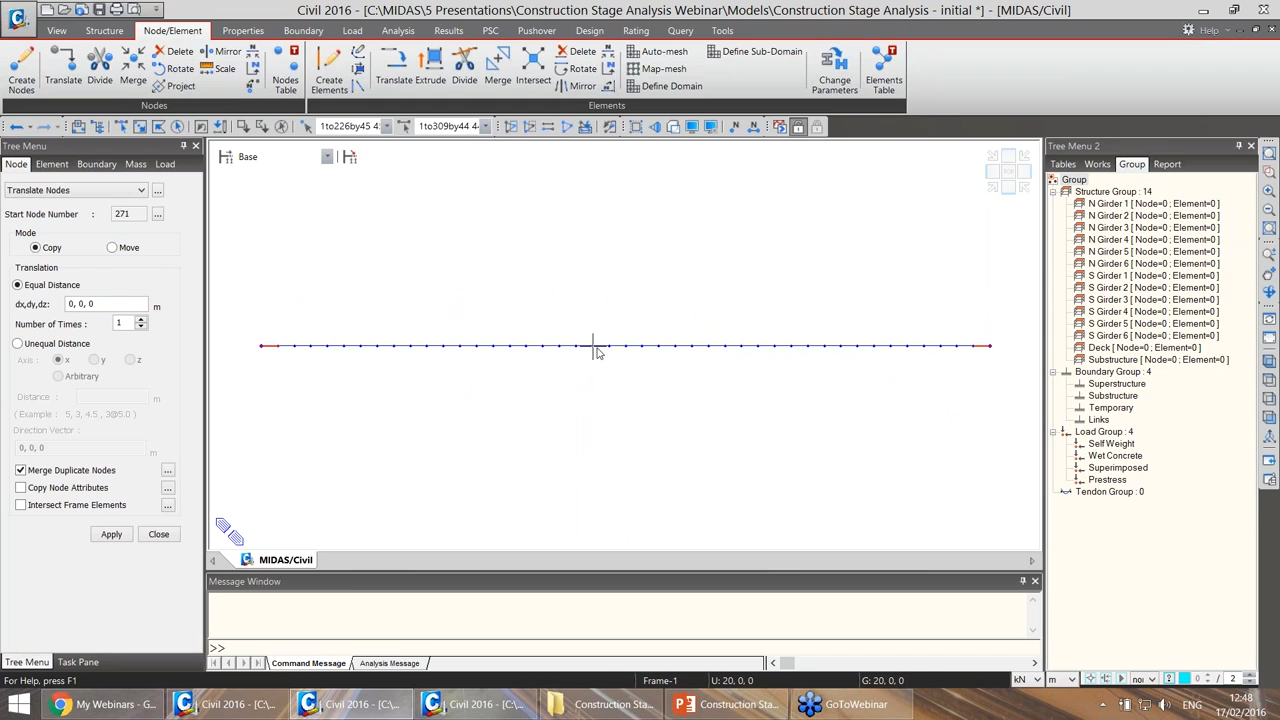 Civil 2016 - [C:\MIDAS\5 Presentations\Construction Stage Analysis Webinar\Models\Construction Stage Analysis - initial *] - [MIDAS/Civil]
View Structure Node/Element Properties Boundary Load Analysis Results PSC Pushover Design Rating Query Tools Help
Create Nodes Translate Divide Merge Delete Rotate Project Mirror Scale Nodes Table Create Elements Translate Extrude Divide Merge Intersect Delete Rotate Mirror Auto-mesh Map-mesh Define Domain Define Sub-Domain Change Parameters Elements Table
Nodes Elements
1to226by45 4 1to309by44 4
Tree Menu
Node Element Boundary Mass Load
Translate Nodes ...
Start Node Number : 271 ...
Mode
Copy Move
Translation
Equal Distance
dx,dy,dz: 0, 0, 0 m
Number of Times : 1
Unequal Distance
Axis : x y z
Arbitrary
Distance : m
( Example : 5, 3, 4.5 , 3@5.0 )
Direction Vector :
0, 0, 0 m
Merge Duplicate Nodes ...
Copy Node Attributes ...
Intersect Frame Elements ...
Apply Close
Tree Menu Task Pane
Base
TOP
MIDAS/Civil
Message Window
>>
Command Message Analysis Message
Tree Menu 2
Tables Works Group Report
Group
Structure Group : 14
N Girder 1 [ Node=0 ; Element=0 ]
N Girder 2 [ Node=0 ; Element=0 ]
N Girder 3 [ Node=0 ; Element=0 ]
N Girder 4 [ Node=0 ; Element=0 ]
N Girder 5 [ Node=0 ; Element=0 ]
N Girder 6 [ Node=0 ; Element=0 ]
S Girder 1 [ Node=0 ; Element=0 ]
S Girder 2 [ Node=0 ; Element=0 ]
S Girder 3 [ Node=0 ; Element=0 ]
S Girder 4 [ Node=0 ; Element=0 ]
S Girder 5 [ Node=0 ; Element=0 ]
S Girder 6 [ Node=0 ; Element=0 ]
Deck [ Node=0 ; Element=0 ]
Substructure [ Node=0 ; Element=0 ]
Boundary Group : 4
Superstructure
Substructure
Temporary
Links
Load Group : 4
Self Weight
Wet Concrete
Superimposed
Prestress
Tendon Group : 0
For Help, press F1 Frame-1 U: 20, 0, 0 G: 20, 0, 0 kN m non 0 / 2
My Webinars - G... Civil 2016 - [C:\... Civil 2016 - [C:\... Civil 2016 - [C:\... Construction Sta... Construction Sta... GoToWebinar ENG 12:48
17/02/2016